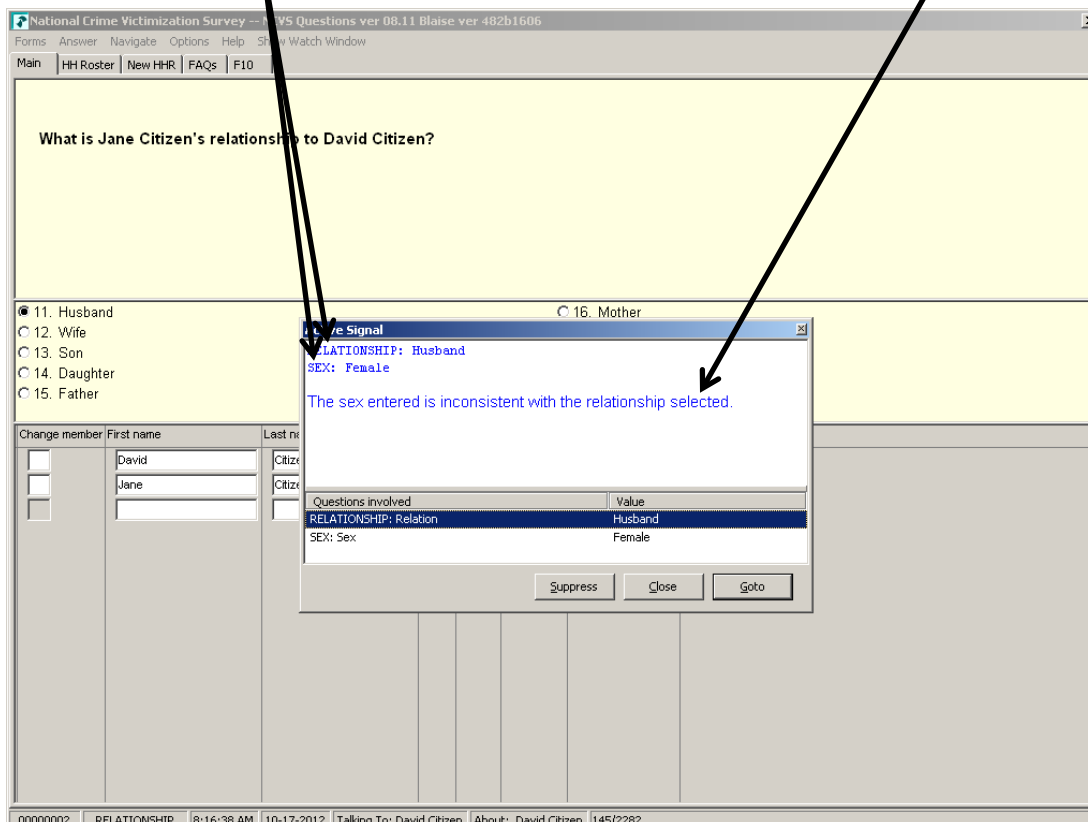 National Crime Victimization Survey -- NCVS Questions ver 08.11 Blaise ver 482b1606
Forms Answer Navigate Options Help Show Watch Window
Main HH Roster New HHR FAQs F10
What is Jane Citizen's relationship to David Citizen?
11. Husband
16. Mother
12. Wife
13. Son
14. Daughter
15. Father
Active Signal
RELATIONSHIP: Husband
SEX: Female
The sex entered is inconsistent with the relationship selected.
Questions involved Value
RELATIONSHIP: Relation Husband
SEX: Sex Female
Suppress Close Goto
Change member First name Last na
David Citize
Jane Citize
00000002 RELATIONSHIP 8:16:38 AM 10-17-2012 Talking To: David Citizen About: David Citizen 145/2282